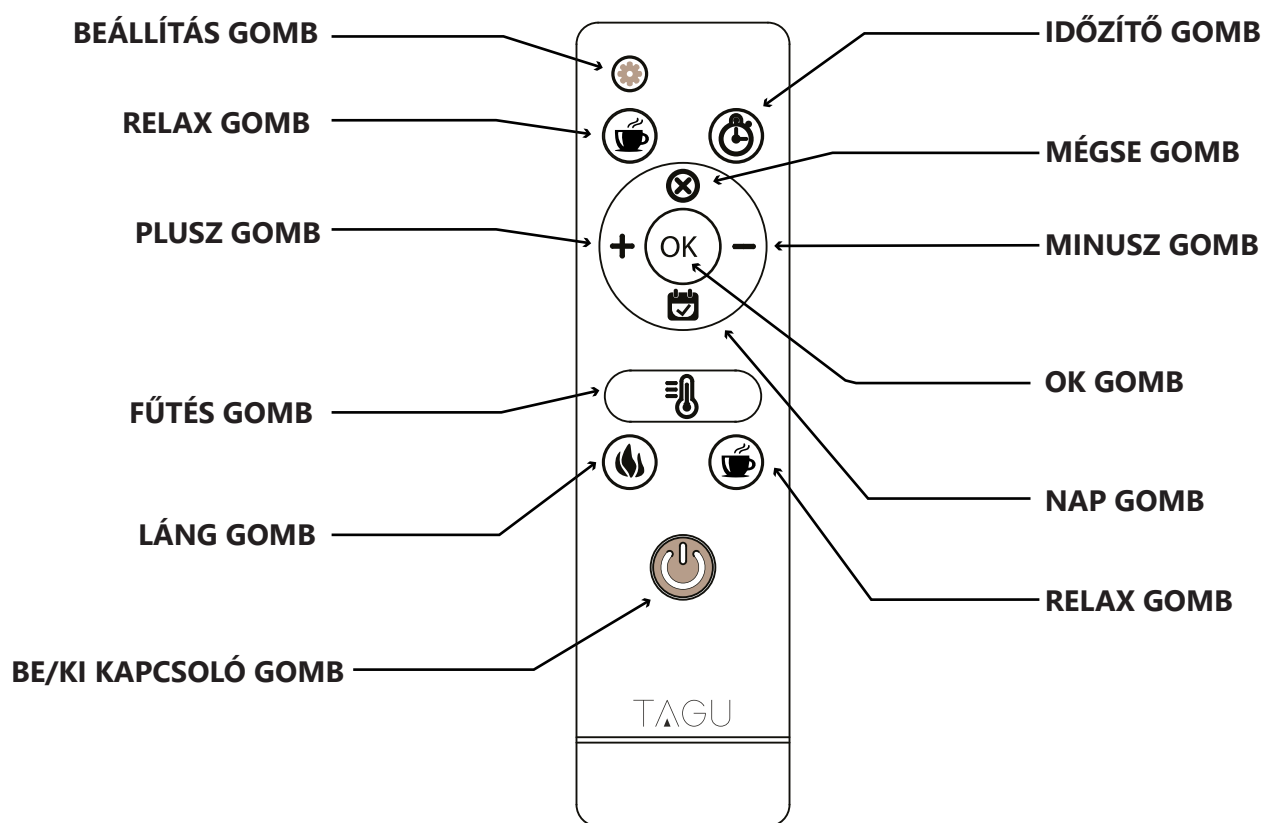 BEÁLLÍTÁS GOMB
IDŐZÍTŐ GOMB
RELAX GOMB
MÉGSE GOMB
PLUSZ GOMB
OK
MINUSZ GOMB
OK GOMB
FŰTÉS GOMB
NAP GOMB
LÁNG GOMB
RELAX GOMB
BE/KI KAPCSOLÓ GOMB
TAGU